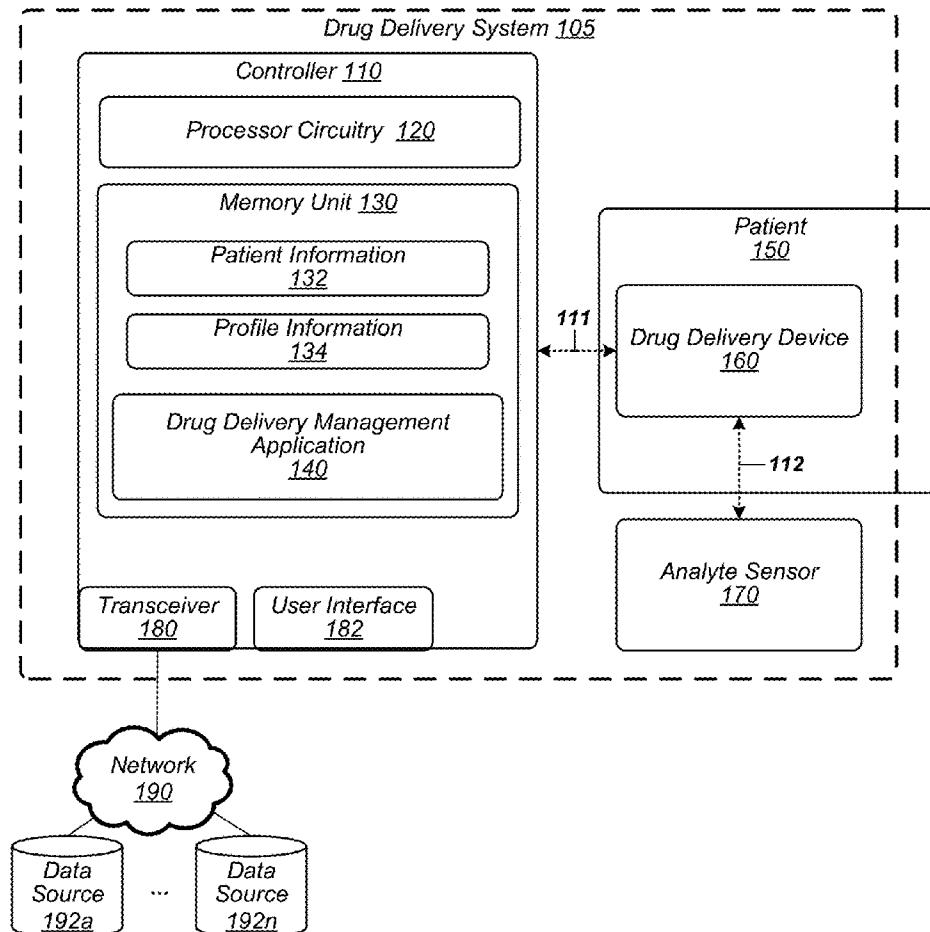 Drug Delivery System 105
Controller 110
Processor Circuitry 120
Memory Unit 130
Patient Information
132
Profile Information
134
Drug Delivery Management
Application
140
Transceiver
180
User Interface
182
111
Patient
150
Drug Delivery Device
160
112
Analyte Sensor
170
Network
190
Data
Source
192a
...
Data
Source
192n